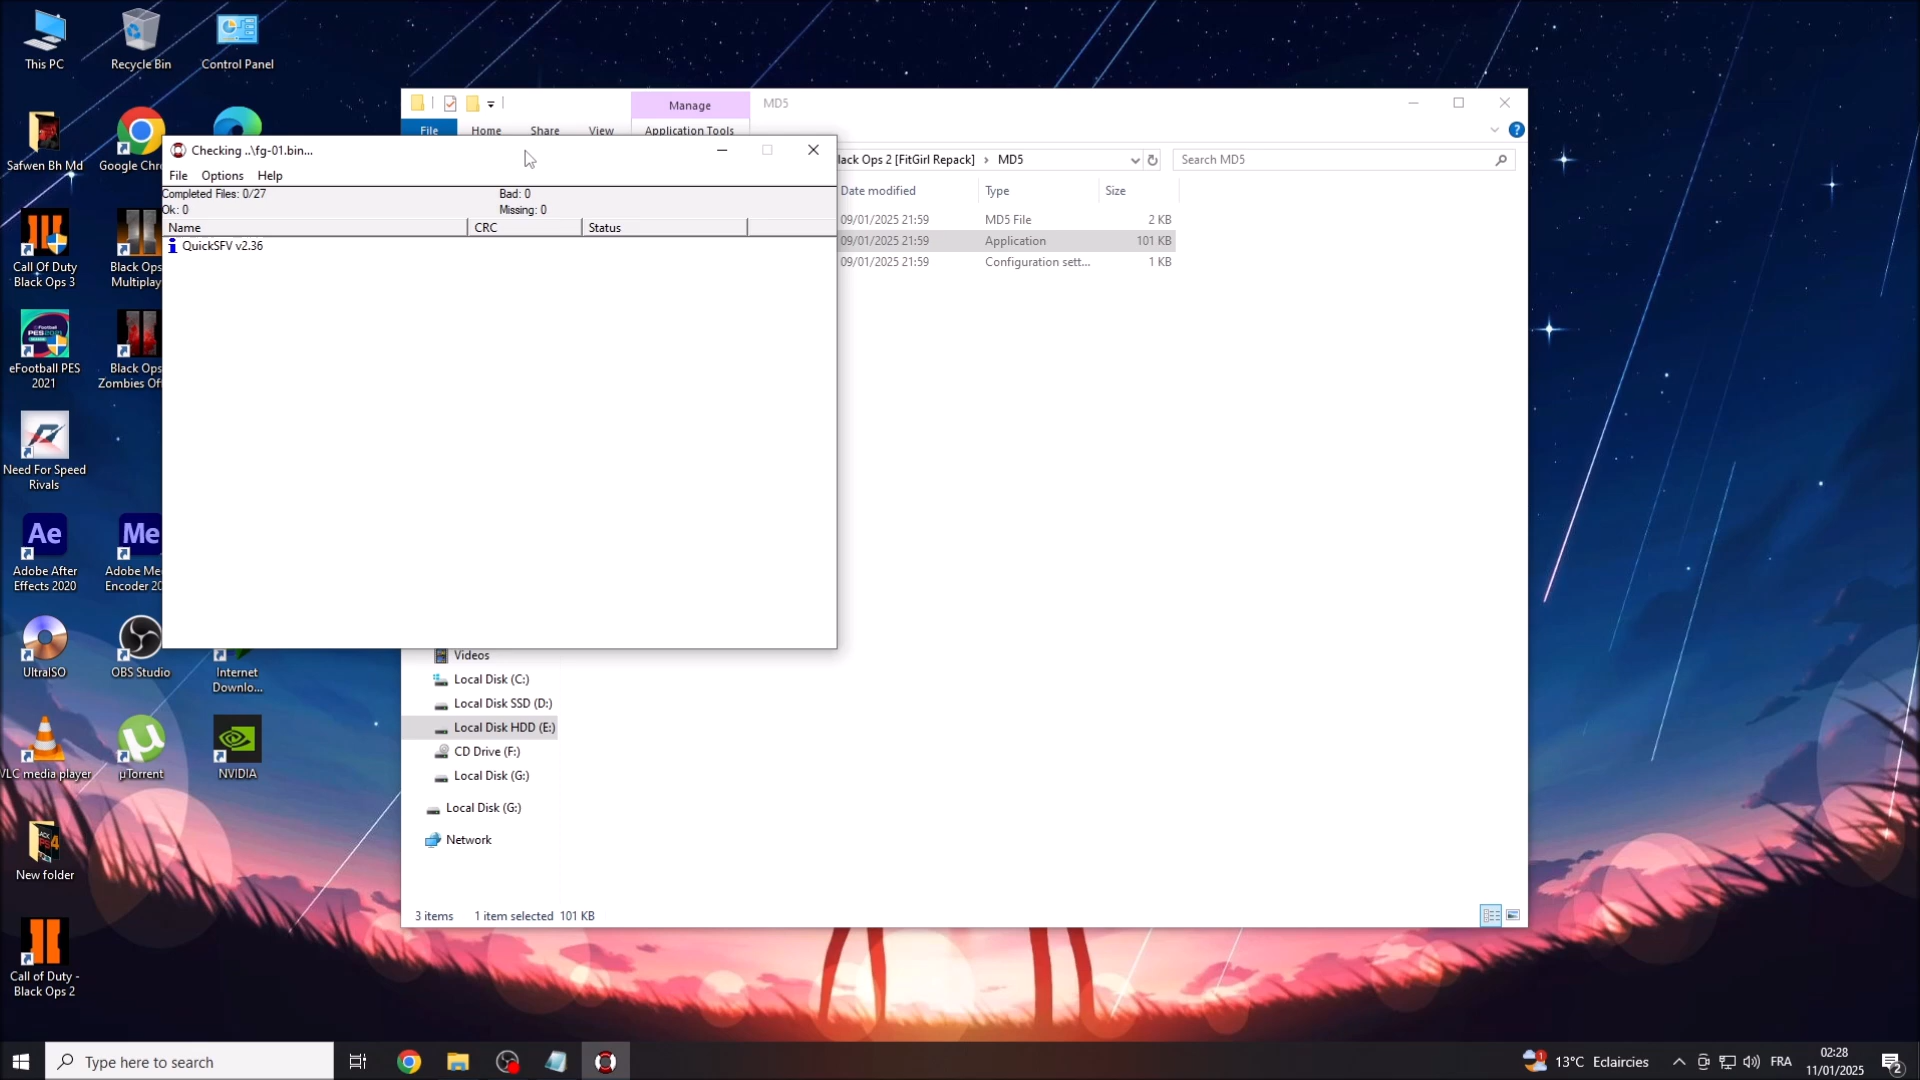 This PC
Recycle Bin
Control Panel
Safwen Bh Md
Google Chr
Call Of Duty
Black Ops 3
Black Ops
Multiplay
eFootball PES
2021
Black Ops
Zombies Of
Need For Speed
Rivals
Adobe After
Effects 2020
Adobe Me
Encoder 20
UltraISO
OBS Studio
Internet
Downlo...
VLC media player
µTorrent
NVIDIA
New folder
Call of Duty -
Black Ops 2
Checking ..\fg-01.bin...
File Options Help
Completed Files: 0/27
Bad: 0
Ok: 0
Missing: 0
Name CRC Status
QuickSFV v2.36
Manage
MD5
File Home Share View Application Tools
lack Ops 2 [FitGirl Repack] › MD5
Search MD5
Date modified Type Size
09/01/2025 21:59 MD5 File 2 KB
09/01/2025 21:59 Application 101 KB
09/01/2025 21:59 Configuration sett... 1 KB
Videos
Local Disk (C:)
Local Disk SSD (D:)
Local Disk HDD (E:)
CD Drive (F:)
Local Disk (G:)
Local Disk (G:)
Network
3 items 1 item selected 101 KB
Type here to search
13°C Eclaircies
FRA
02:28
11/01/2025
2